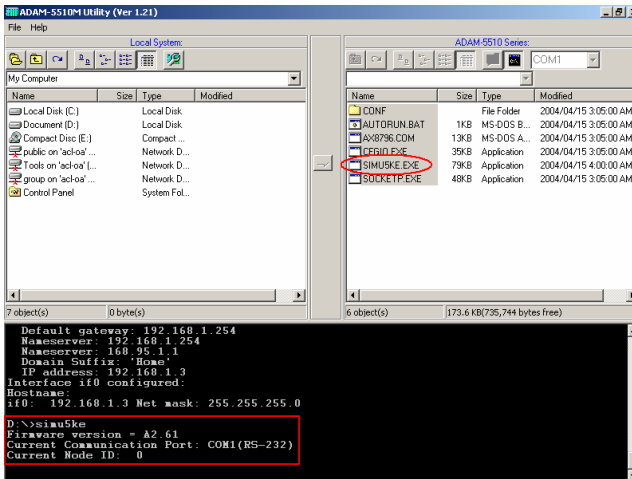 ADAM-5510M Utility (Ver 1.21)
File Help
Local System:
My Computer
Name Size Type Modified
Local Disk (C:) Local Disk
Document (D:) Local Disk
Compact Disc (E:) Compact ...
public on 'acl-oa' ... Network D...
Tools on 'acl-oa' (... Network D...
group on 'acl-oa' ... Network D...
Control Panel System Fol...
7 object(s) 0 byte(s)
ADAM-5510 Series:
COM1
Name Size Type Modified
CONF File Folder 2004/04/15 3:05:00 AM
AUTORUN.BAT 1KB MS-DOS B... 2004/04/15 3:05:00 AM
AX8796.COM 13KB MS-DOS A... 2004/04/15 3:05:00 AM
CEGIO.EXE 35KB Application 2004/04/15 3:05:00 AM
SIMU5KE.EXE 79KB Application 2004/04/15 4:00:00 AM
SOCKETP.EXE 48KB Application 2004/04/15 3:05:00 AM
6 object(s) 173.6 KB(735,744 bytes free)
Default gateway: 192.168.1.254
Nameserver: 192.168.1.254
Nameserver: 168.95.1.1
Domain Suffix: 'Home'
IP address: 192.168.1.3
Interface if0 configured:
Hostname:
if0: 192.168.1.3 Net mask: 255.255.255.0
D:\>simu5ke
Firmware version = A2.61
Current Communication Port: COM1(RS-232)
Current Node ID: 0